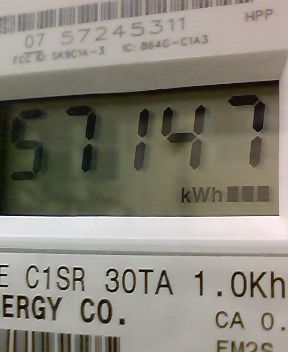 HPP
07 57245311
FCC ID: SK9C1A-3 IC: 864G-C1A3
57147
kWh
E C1SR 30TA 1.0Kh
ERGY CO.
CA 0.
EM2S